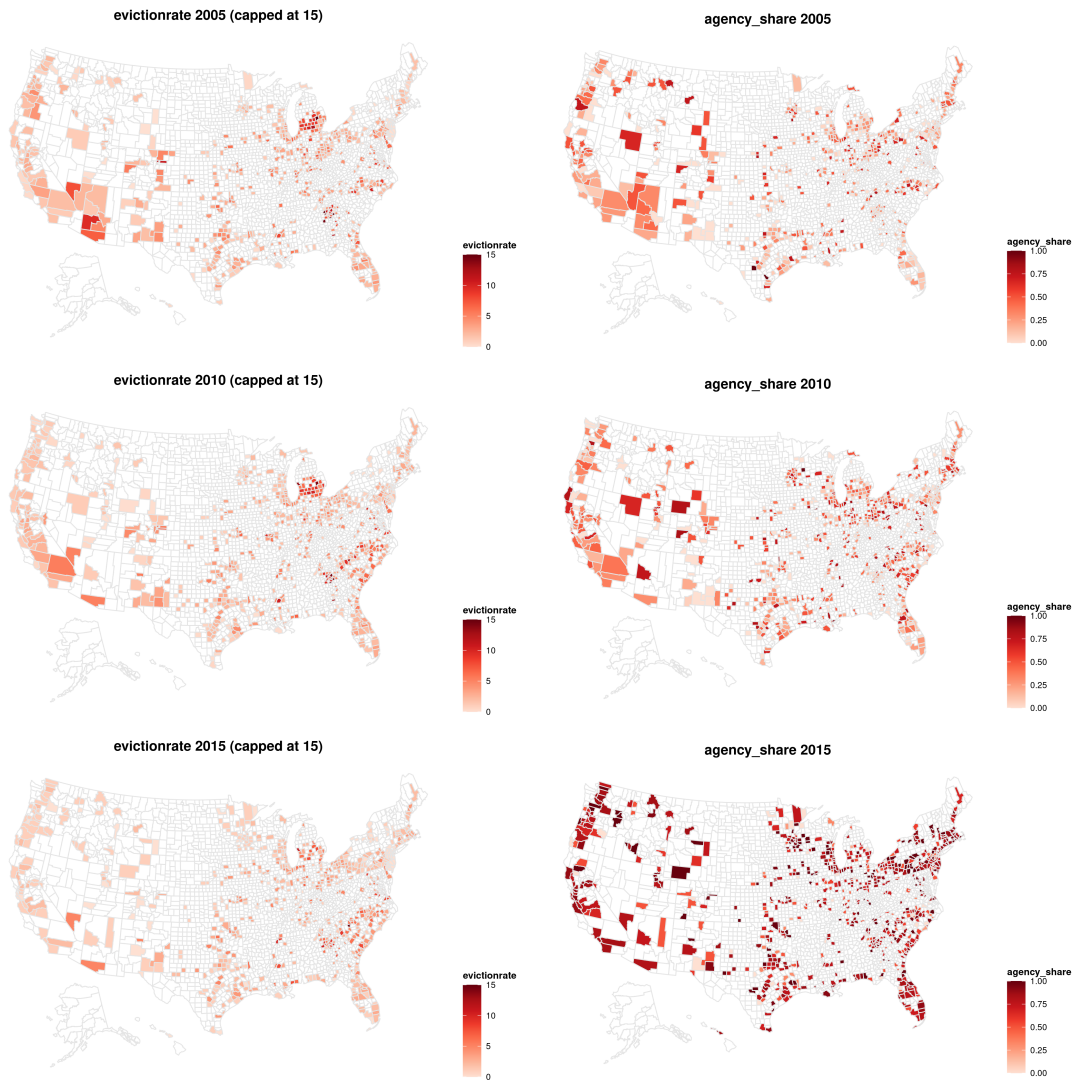 evictionrate 2005 (capped at 15)
agency_share 2005
evictionrate
15
10
5
0
agency_share
1.00
0.75
0.50
0.25
0.00
evictionrate 2010 (capped at 15)
agency_share 2010
evictionrate
15
10
5
0
agency_share
1.00
0.75
0.50
0.25
0.00
evictionrate 2015 (capped at 15)
agency_share 2015
evictionrate
15
10
5
0
agency_share
1.00
0.75
0.50
0.25
0.00